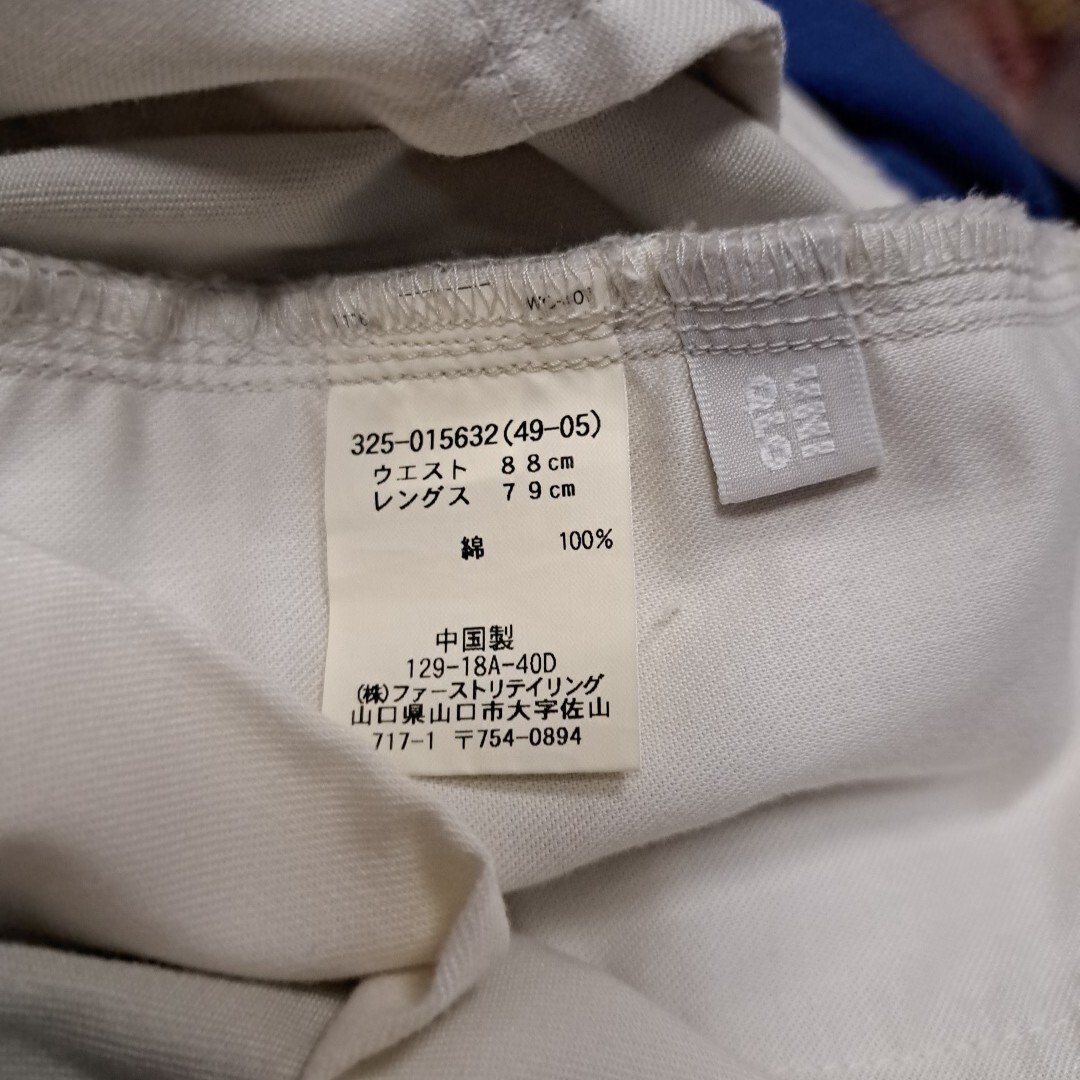 325-015632(49-05)
ウエスト 88cm
レングス 79cm
綿 100%
中国製
129-18A-40D
(株)ファーストリテイリング
山口県山口市大字佐山
717-1 〒754-0894